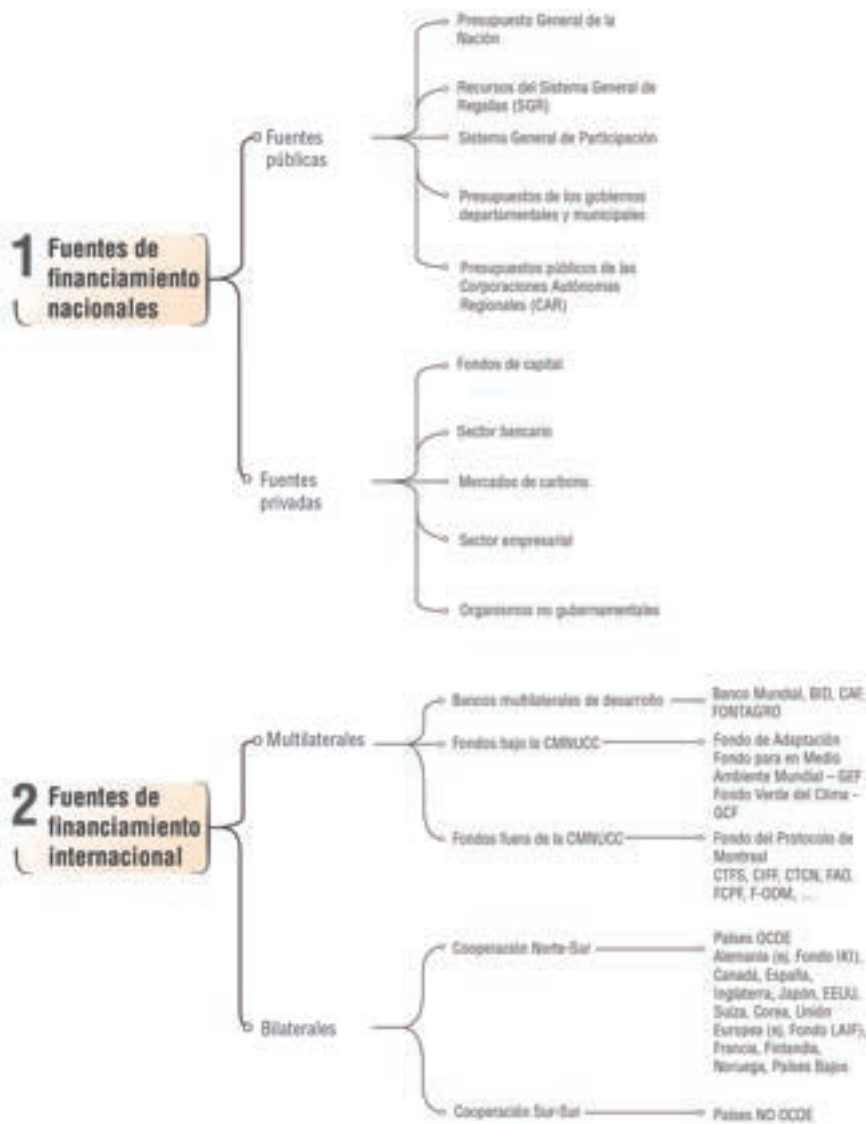 1 Fuentes de
financiamiento
nacionales
Fuentes
públicas
Presupuesto General de la
Nación
Recursos del Sistema General de
Regalías (SGR)
Sistema General de Participación
Presupuestos de los gobiernos
departamentales y municipales
Presupuestos públicos de las
Corporaciones Autónomas
Regionales (CAR)
Fuentes
privadas
Fondos de capital
Sector bancario
Mercados de carbono
Sector empresarial
Organismos no gubernamentales
2 Fuentes de
financiamiento
internacional
Multilaterales
Bancos multilaterales de desarrollo
Banco Mundial, BID, CAF,
FONTAGRO
Fondos bajo la CMNUCC
Fondo de Adaptación
Fondo para en Medio
Ambiente Mundial – GEF
Fondo Verde del Clima –
GCF
Fondos fuera de la CMNUCC
Fondo del Protocolo de
Montreal
CTFS, CIFF, CTCN, FAO,
FCPF, F-ODM, ...
Bilaterales
Cooperación Norte-Sur
Países OCDE
Alemania (ej. Fondo IKI),
Canadá, España,
Inglaterra, Japón, EEUU,
Suiza, Corea, Unión
Europea (ej. Fondo LAIF),
Francia, Finlandia,
Noruega, Países Bajos
Cooperación Sur-Sur
Países NO OCDE